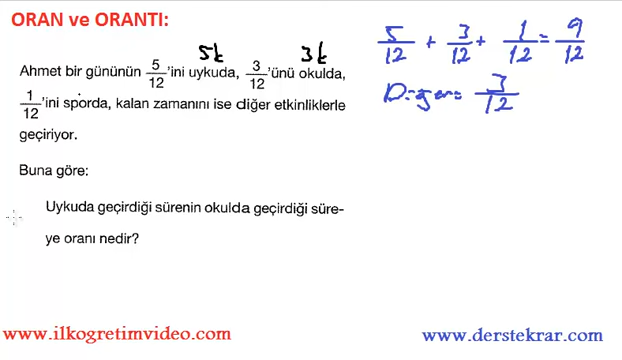 ORAN ve ORANTI:
5t 3t
Ahmet bir gününün 5/12'ini uykuda, 3/12'ünü okulda,
1/12'ini sporda, kalan zamanını ise diğer etkinliklerle
geçiriyor.
Buna göre:
Uykuda geçirdiği sürenin okulda geçirdiği süre-
ye oranı nedir?
5/12 + 3/12 + 1/12 = 9/12
Diğer = 3/12
www.ilkogretimvideo.com
www.derstekrar.com